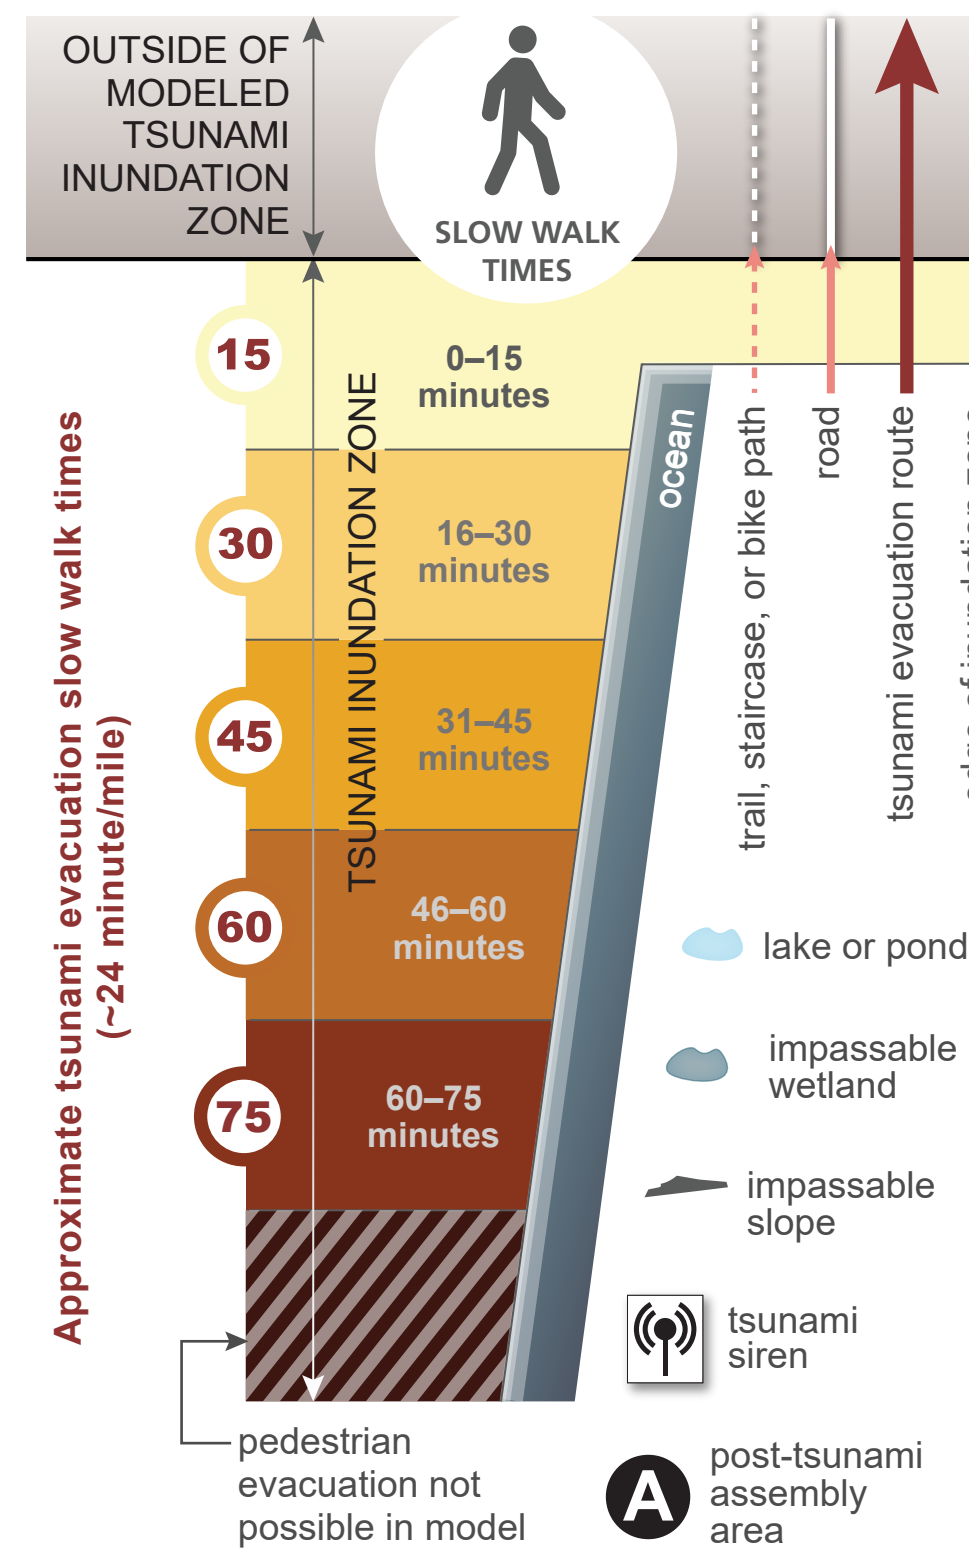 OUTSIDE OF
MODELED
TSUNAMI
INUNDATION
ZONE
SLOW WALK
TIMES
15
0–15
minutes
30
16–30
minutes
45
31–45
minutes
60
46–60
minutes
75
60–75
minutes
TSUNAMI INUNDATION ZONE
Approximate tsunami evacuation slow walk times
(~24 minute/mile)
ocean
trail, staircase, or bike path
road
tsunami evacuation route
lake or pond
impassable
wetland
impassable
slope
tsunami
siren
A
post-tsunami
assembly
area
pedestrian
evacuation not
possible in model